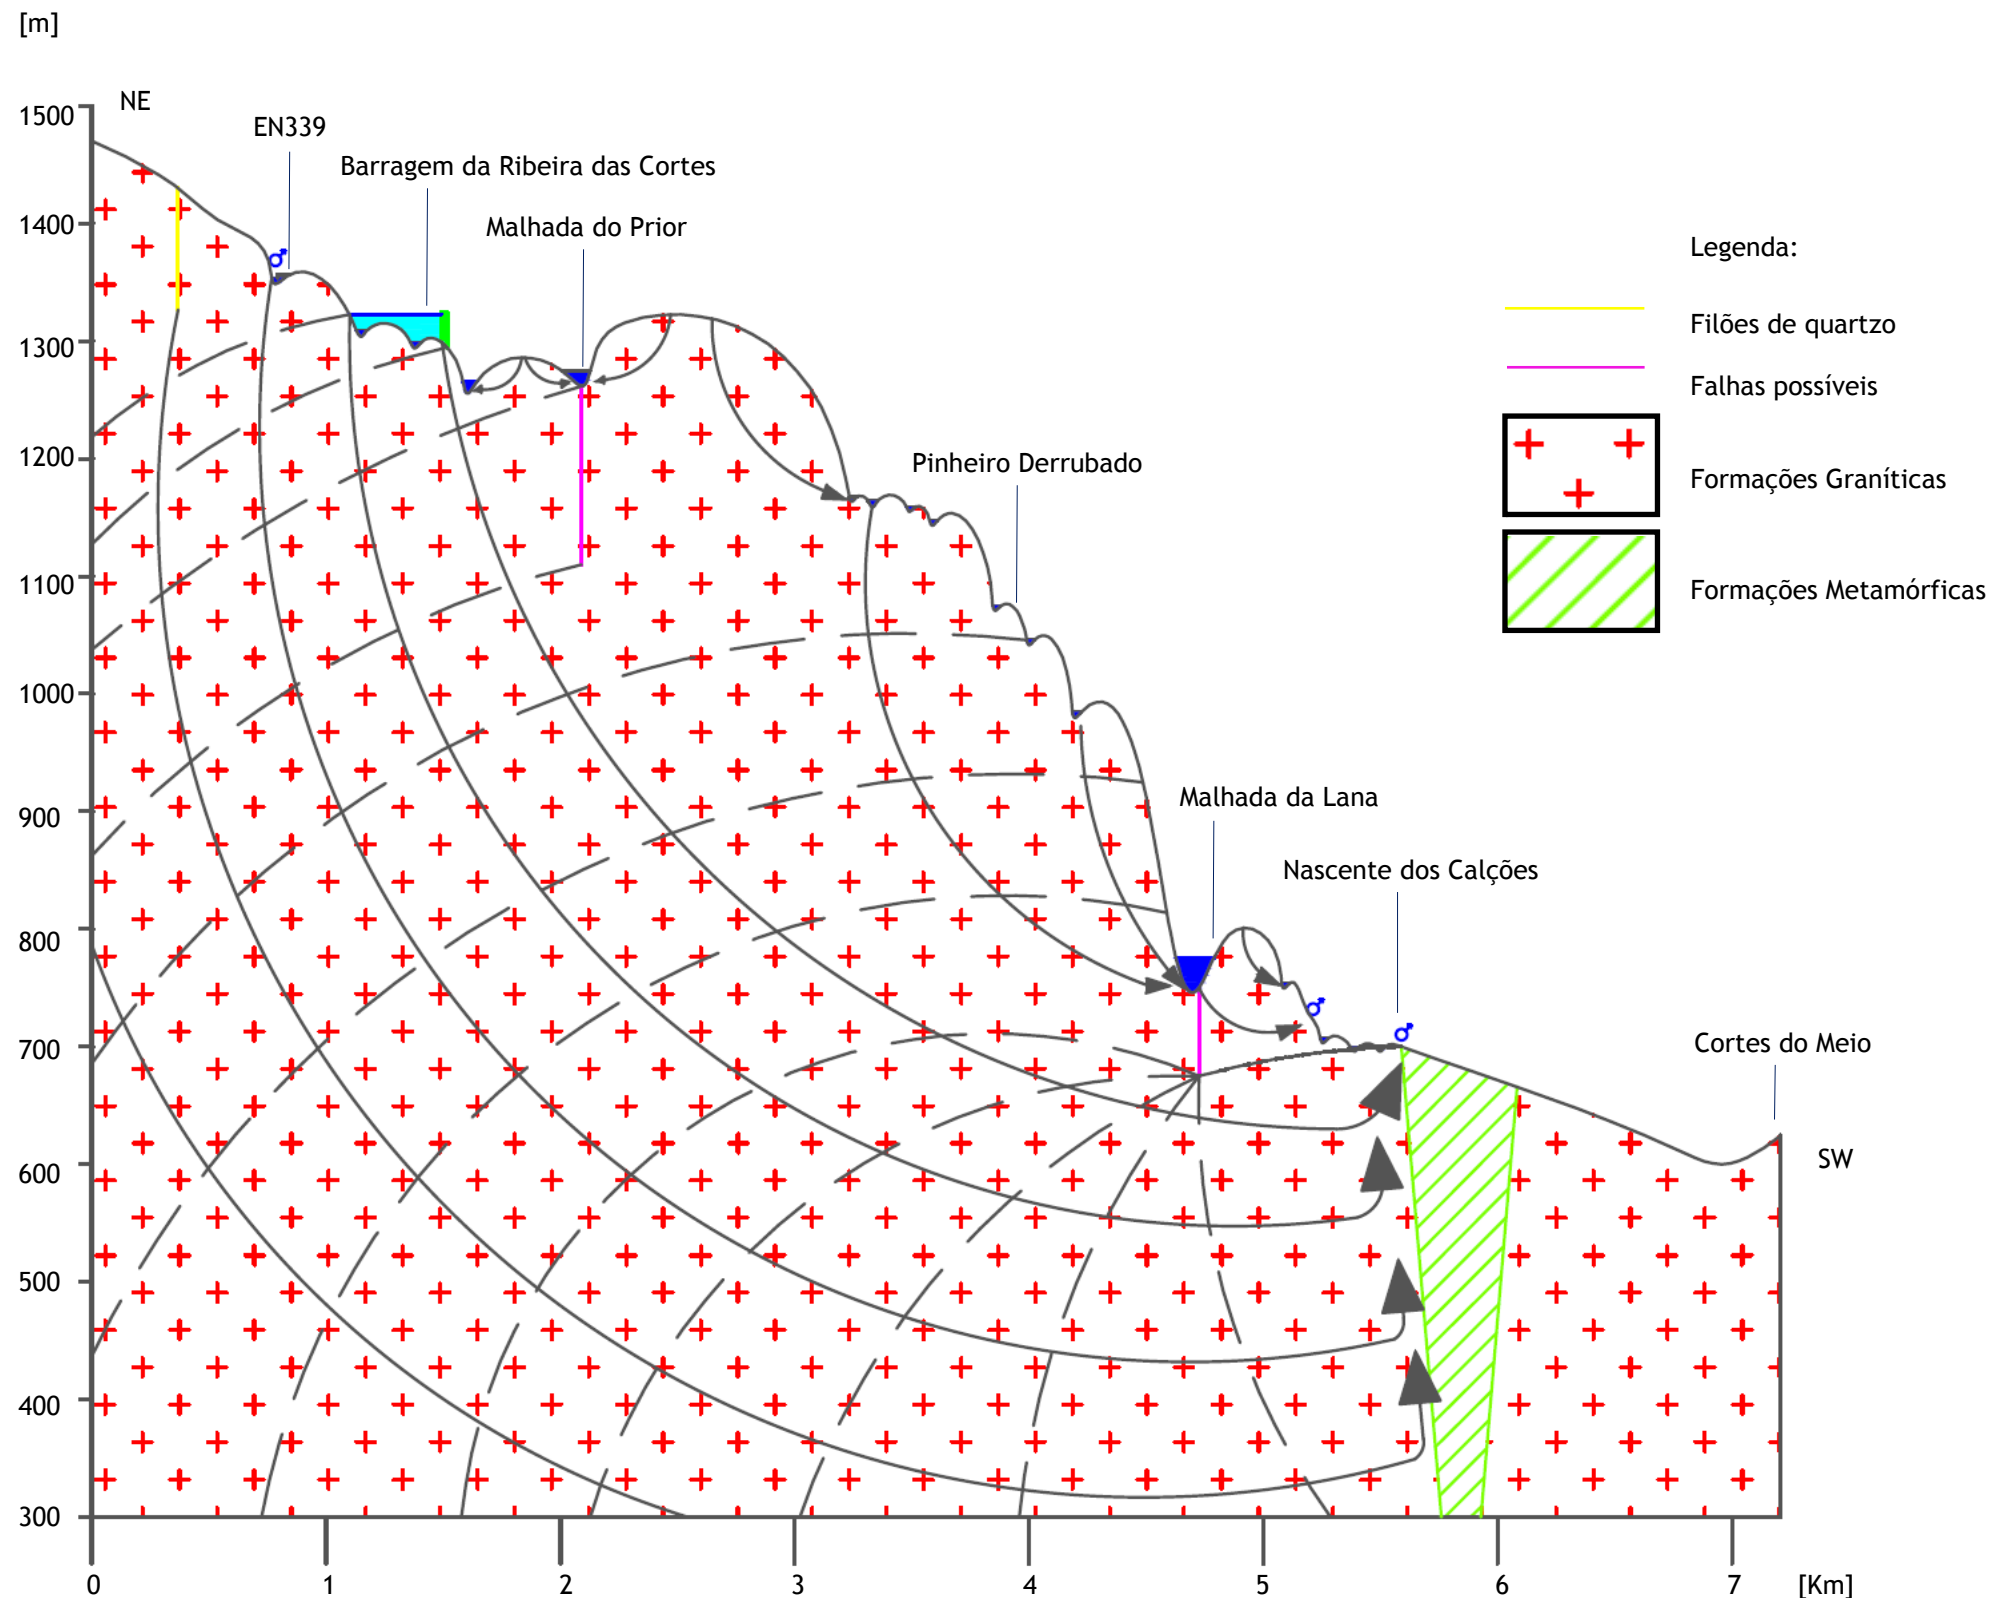 [m]
NE
1500
EN339
Barragem da Ribeira das Cortes
1400
Malhada do Prior
Legenda:
Filões de quartzo
1300
Falhas possíveis
1200
Pinheiro Derrubado
Formações Graníticas
1100
Formações Metamórficas
1000
Malhada da Lana
900
Nascente dos Calções
800
700
Cortes do Meio
600
SW
500
400
300
0 1 2 3 4 5 6 7 [Km]